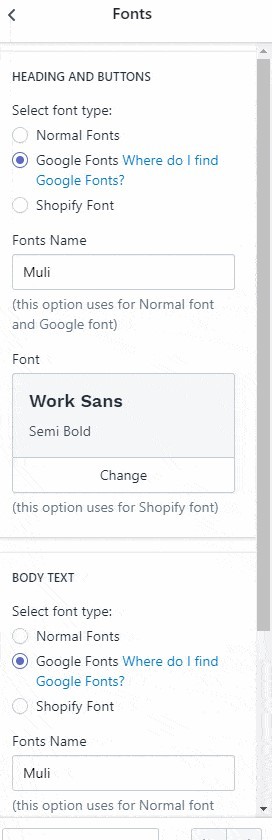 Fonts
HEADING AND BUTTONS
Select font type:
Normal Fonts
Google Fonts Where do I find
Google Fonts?
Shopify Font
Fonts Name
Muli
(this option uses for Normal font
and Google font)
Font
Work Sans
Semi Bold
Change
(this option uses for Shopify font)
BODY TEXT
Select font type:
Normal Fonts
Google Fonts Where do I find
Google Fonts?
Shopify Font
Fonts Name
Muli
(this option uses for Normal font